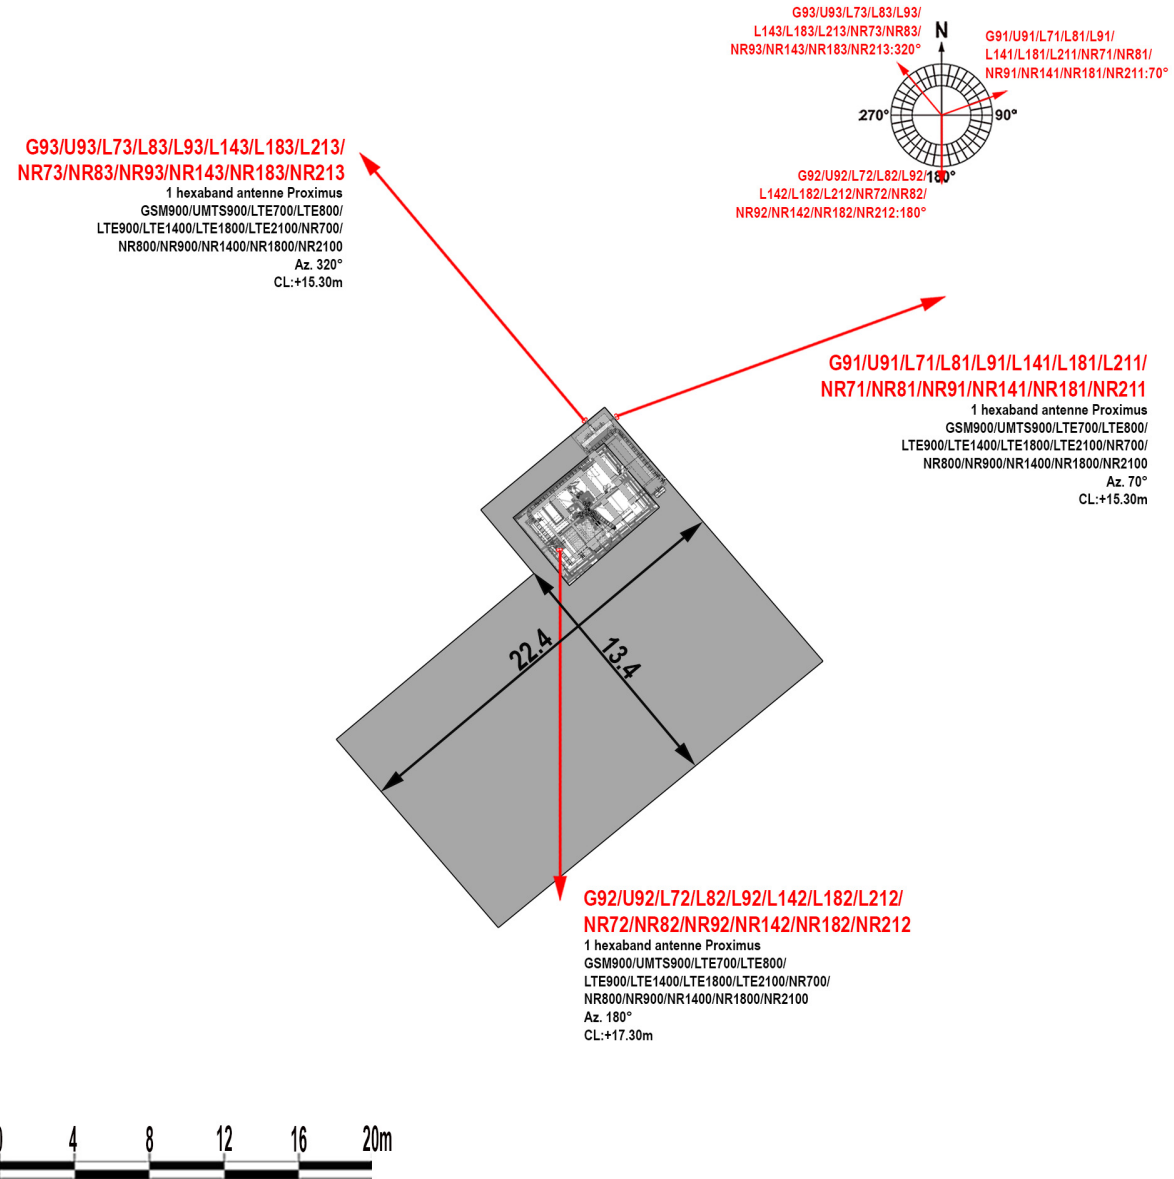 G93/U93/L73/L83/L93/
L143/L183/L213/NR73/NR83/
NR93/NR143/NR183/NR213:320°
N
G91/U91/L71/L81/L91/
L141/L181/L211/NR71/NR81/
NR91/NR141/NR181/NR211:70°
270°
90°
180°
G92/U92/L72/L82/L92/
L142/L182/L212/NR72/NR82/
NR92/NR142/NR182/NR212:180°
G93/U93/L73/L83/L93/L143/L183/L213/
NR73/NR83/NR93/NR143/NR183/NR213
1 hexaband antenne Proximus
GSM900/UMTS900/LTE700/LTE800/
LTE900/LTE1400/LTE1800/LTE2100/NR700/
NR800/NR900/NR1400/NR1800/NR2100
Az. 320°
CL:+15.30m
G91/U91/L71/L81/L91/L141/L181/L211/
NR71/NR81/NR91/NR141/NR181/NR211
1 hexaband antenne Proximus
GSM900/UMTS900/LTE700/LTE800/
LTE900/LTE1400/LTE1800/LTE2100/NR700/
NR800/NR900/NR1400/NR1800/NR2100
Az. 70°
CL:+15.30m
22.4
13.4
G92/U92/L72/L82/L92/L142/L182/L212/
NR72/NR82/NR92/NR142/NR182/NR212
1 hexaband antenne Proximus
GSM900/UMTS900/LTE700/LTE800/
LTE900/LTE1400/LTE1800/LTE2100/NR700/
NR800/NR900/NR1400/NR1800/NR2100
Az. 180°
CL:+17.30m
0 4 8 12 16 20m